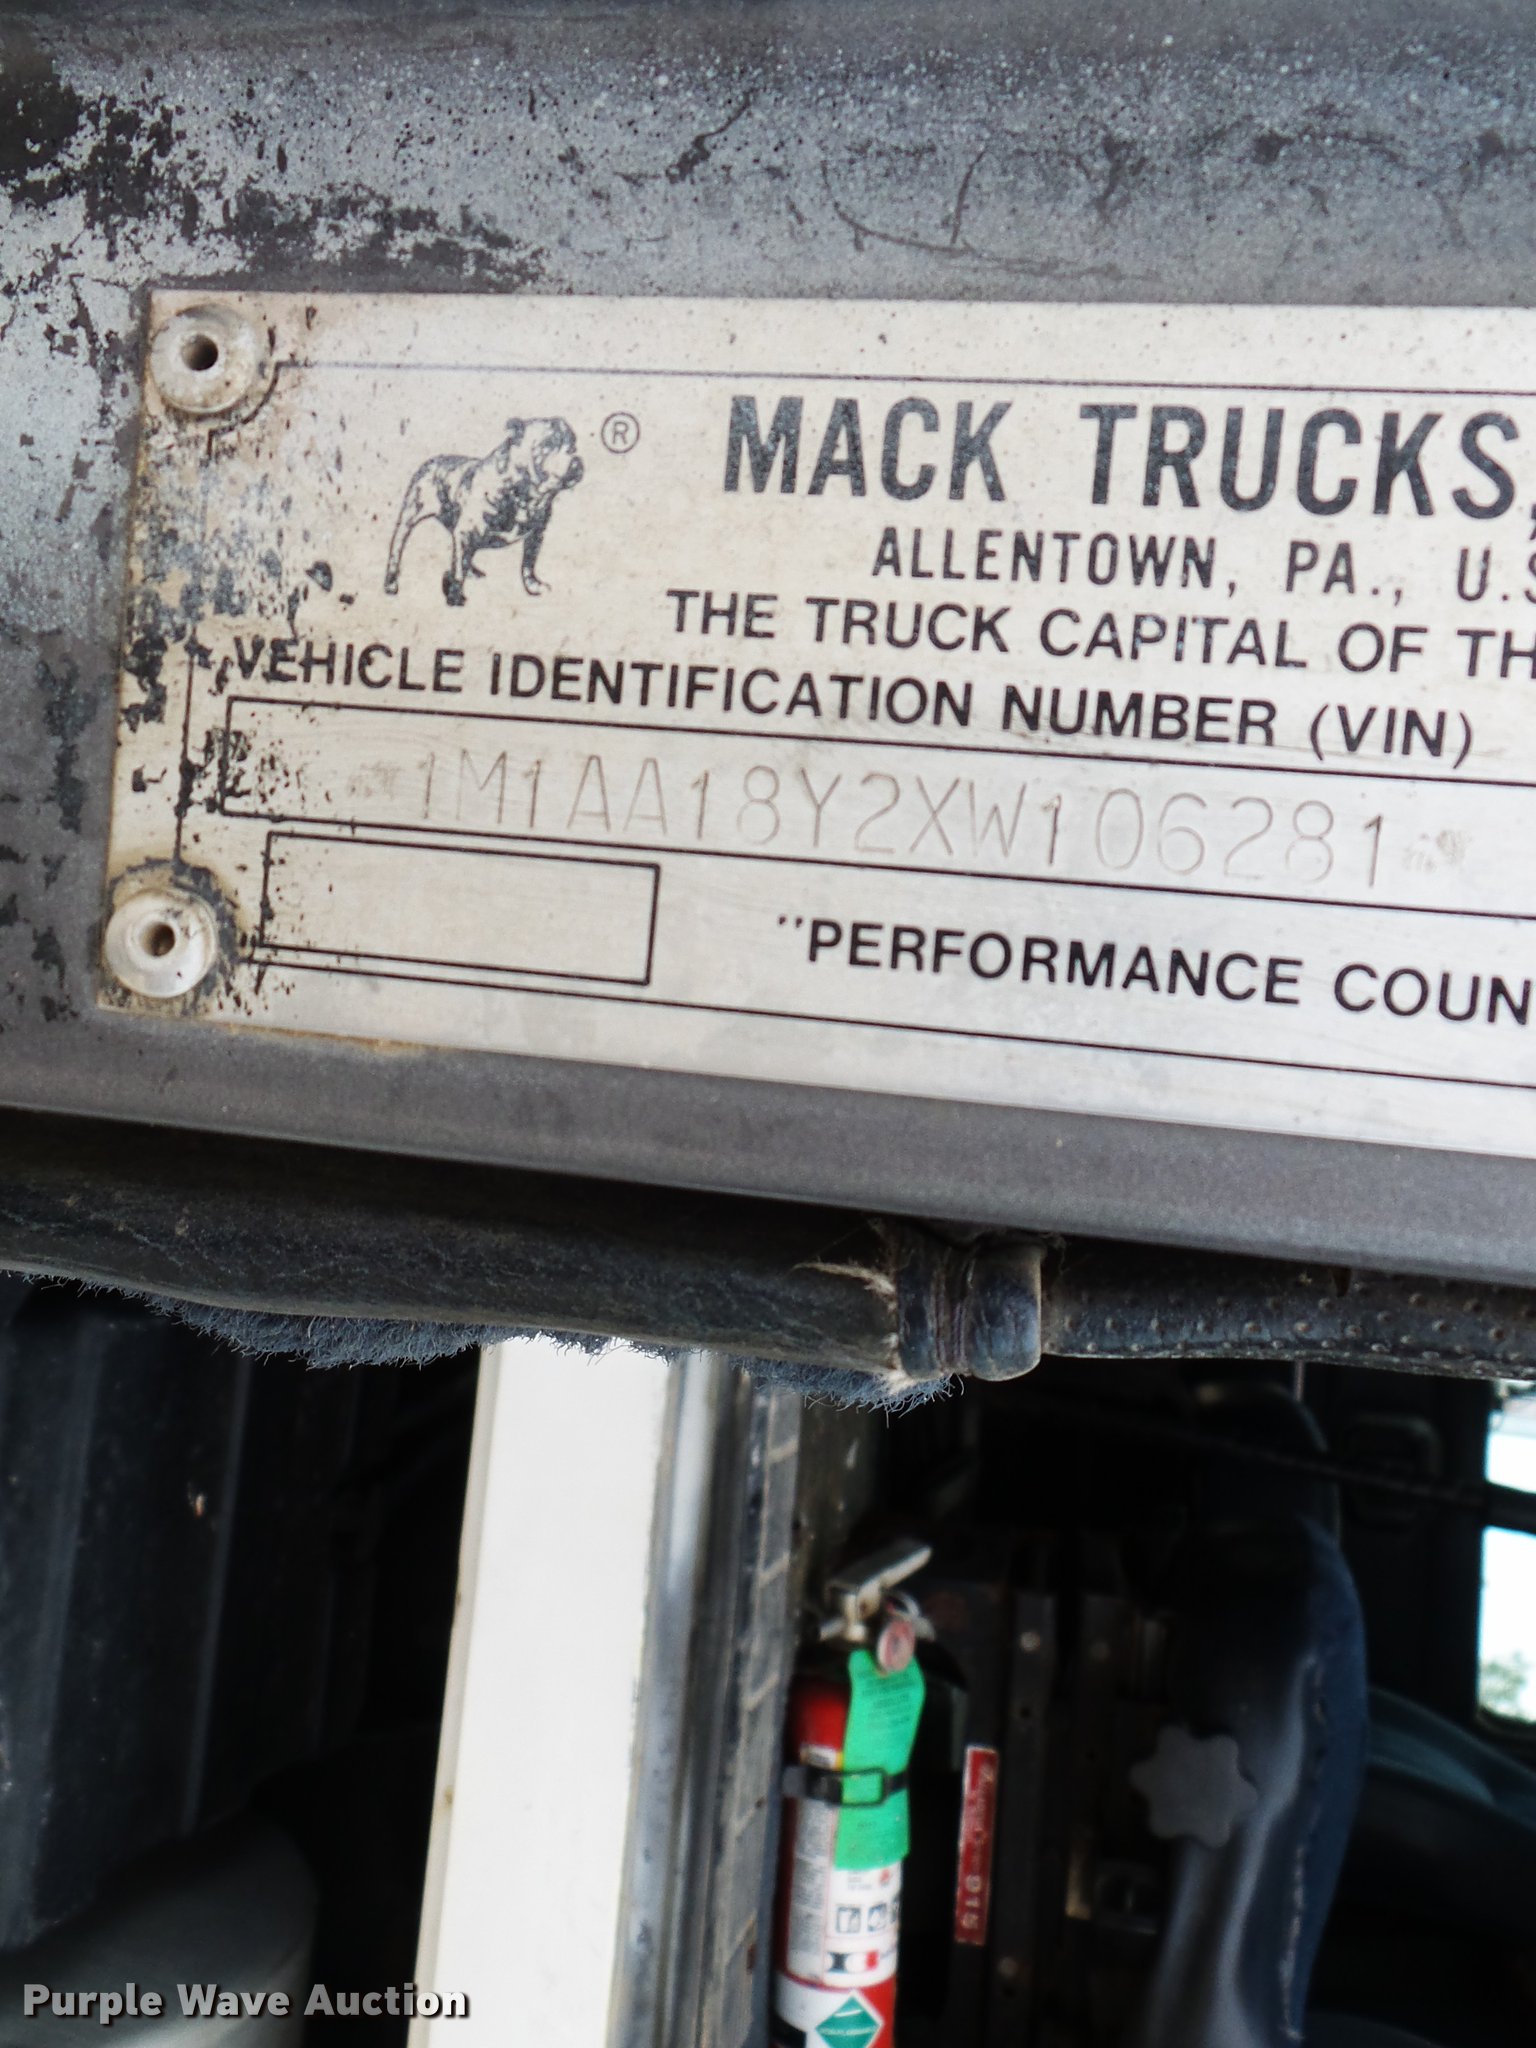 ®
MACK TRUCKS,
ALLENTOWN, PA., U.S
THE TRUCK CAPITAL OF TH
VEHICLE IDENTIFICATION NUMBER (VIN)
1M1AA18Y2XW106281
"PERFORMANCE COUN
Purple Wave Auction